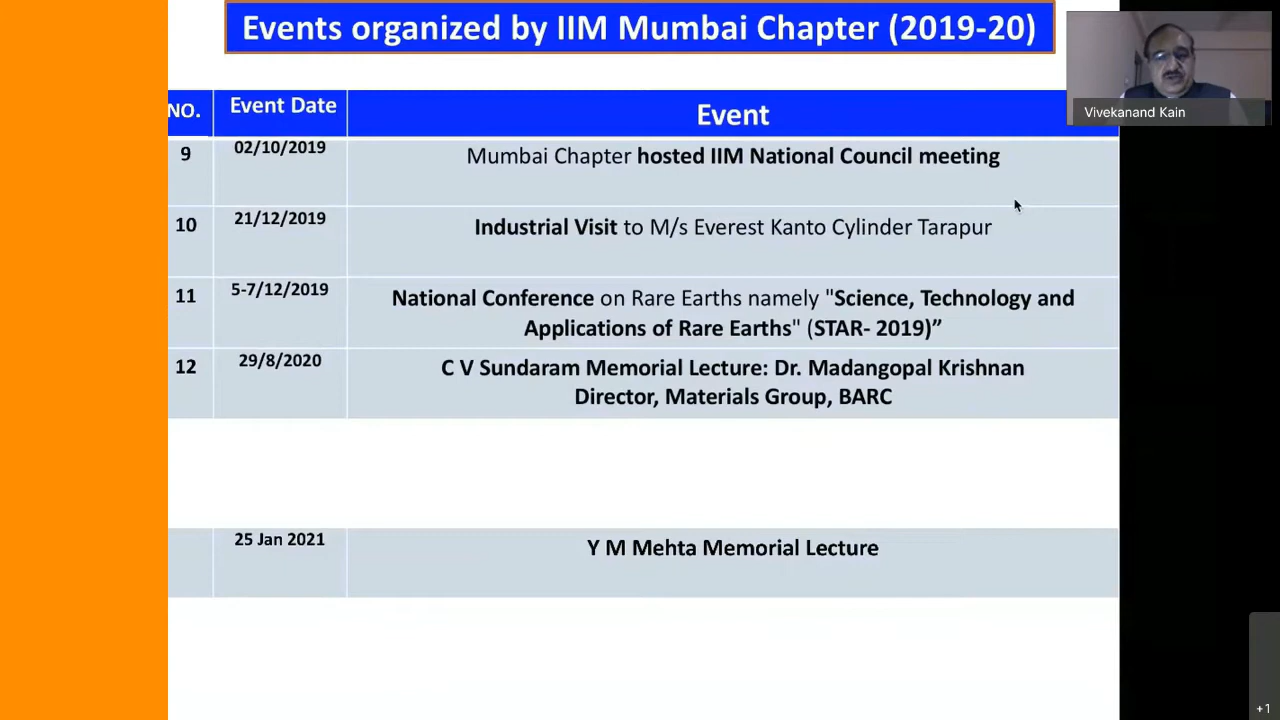 Events organized by IIM Mumbai Chapter (2019-20)
Vivekanand Kain
NO. Event Date Event
9 02/10/2019 Mumbai Chapter hosted IIM National Council meeting
10 21/12/2019 Industrial Visit to M/s Everest Kanto Cylinder Tarapur
11 5-7/12/2019 National Conference on Rare Earths namely "Science, Technology and
Applications of Rare Earths" (STAR- 2019)”
12 29/8/2020 C V Sundaram Memorial Lecture: Dr. Madangopal Krishnan
Director, Materials Group, BARC
25 Jan 2021 Y M Mehta Memorial Lecture
+1